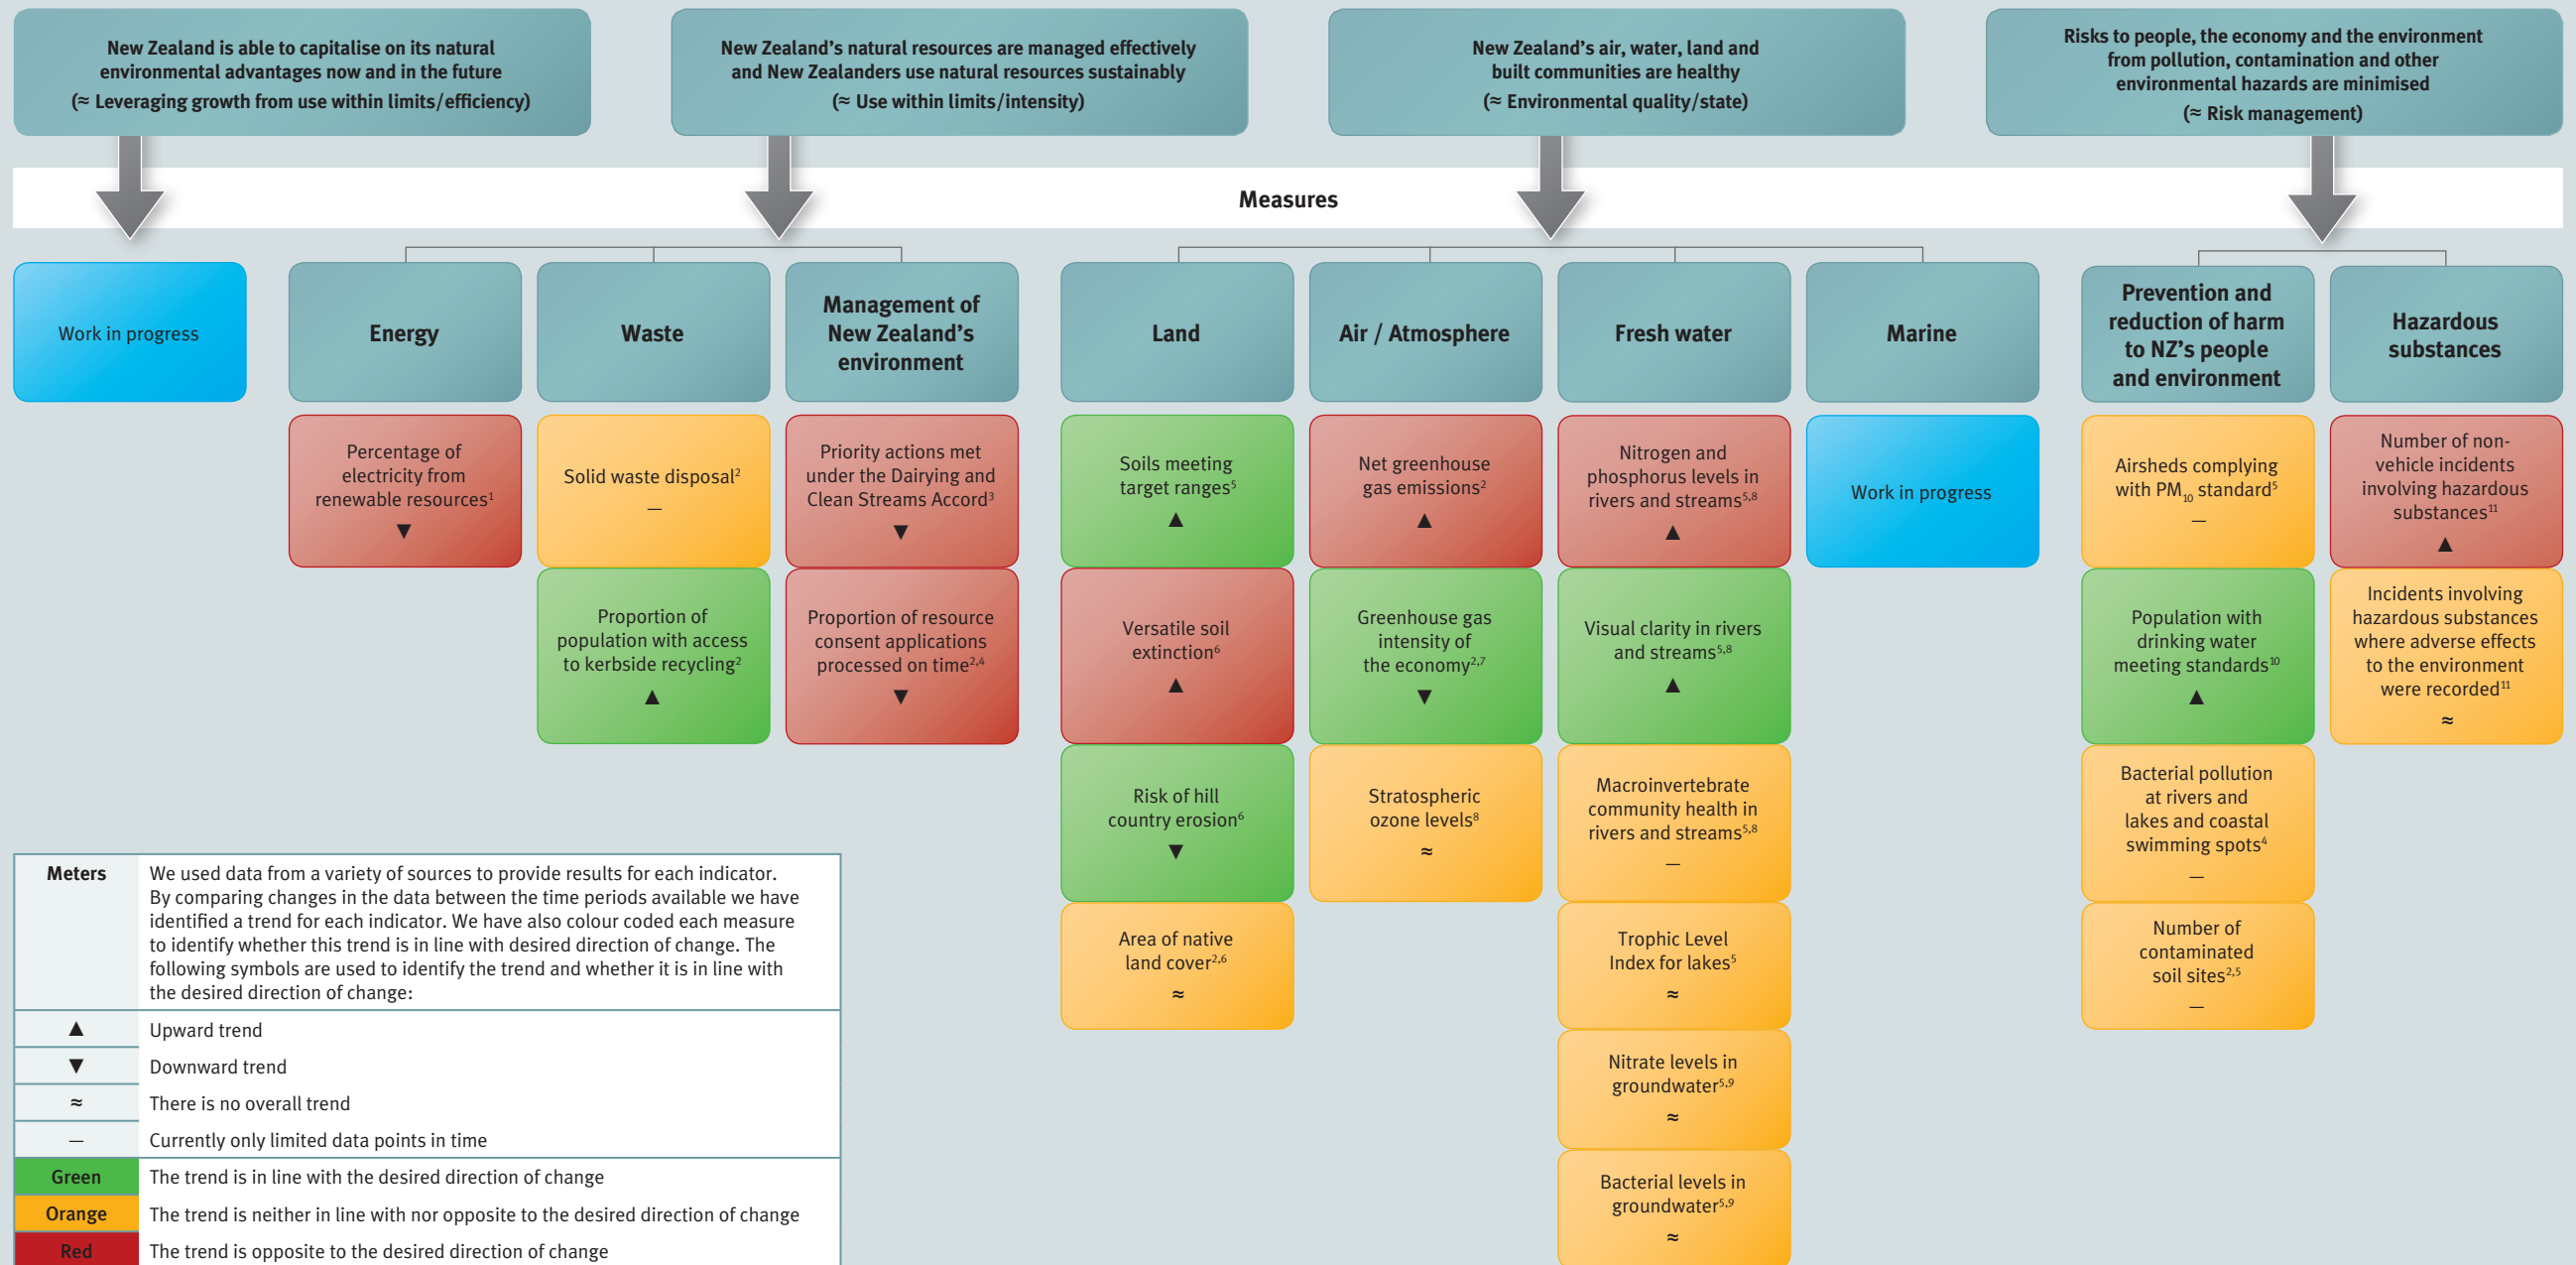 New Zealand is able to capitalise on its natural
environmental advantages now and in the future
(≈ Leveraging growth from use within limits/efficiency)
New Zealand's natural resources are managed effectively
and New Zealanders use natural resources sustainably
(≈ Use within limits/intensity)
New Zealand's air, water, land and
built communities are healthy
(≈ Environmental quality/state)
Risks to people, the economy and the environment
from pollution, contamination and other
environmental hazards are minimised
(≈ Risk management)
Measures
Work in progress
Energy
Percentage of
electricity from
renewable resources¹
▼
Waste
Solid waste disposal²
—
Proportion of
population with access
to kerbside recycling²
▲
Management of
New Zealand's
environment
Priority actions met
under the Dairying and
Clean Streams Accord³
▼
Proportion of resource
consent applications
processed on time²,⁴
▼
Land
Soils meeting
target ranges⁵
▲
Versatile soil
extinction⁶
▲
Risk of hill
country erosion⁶
▼
Area of native
land cover²,⁶
≈
Air / Atmosphere
Net greenhouse
gas emissions²
▲
Greenhouse gas
intensity of
the economy²,⁷
▼
Stratospheric
ozone levels⁸
≈
Fresh water
Nitrogen and
phosphorus levels in
rivers and streams⁵,⁸
▲
Visual clarity in rivers
and streams⁵,⁸
▲
Macroinvertebrate
community health in
rivers and streams⁵,⁸
—
Trophic Level
Index for lakes⁵
≈
Nitrate levels in
groundwater⁵,⁹
≈
Bacterial levels in
groundwater⁵,⁹
≈
Marine
Work in progress
Prevention and
reduction of harm
to NZ's people
and environment
Airsheds complying
with PM₁₀ standard⁵
—
Population with
drinking water
meeting standards¹⁰
▲
Bacterial pollution
at rivers and
lakes and coastal
swimming spots⁴
—
Number of
contaminated
soil sites²,⁵
—
Hazardous
substances
Number of non-
vehicle incidents
involving hazardous
substances¹¹
▲
Incidents involving
hazardous substances
where adverse effects
to the environment
were recorded¹¹
≈
Meters We used data from a variety of sources to provide results for each indicator.
By comparing changes in the data between the time periods available we have
identified a trend for each indicator. We have also colour coded each measure
to identify whether this trend is in line with desired direction of change. The
following symbols are used to identify the trend and whether it is in line with
the desired direction of change:
▲ Upward trend
▼ Downward trend
≈ There is no overall trend
— Currently only limited data points in time
Green The trend is in line with the desired direction of change
Orange The trend is neither in line with nor opposite to the desired direction of change
Red The trend is opposite to the desired direction of change